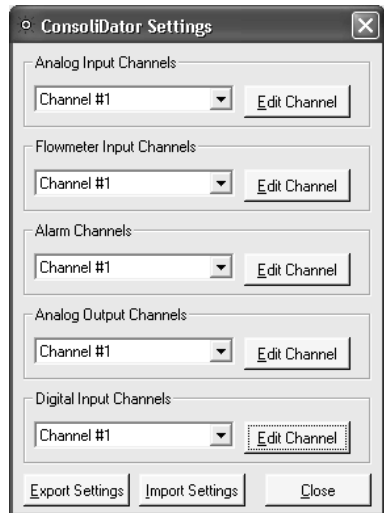 ConsoliDator Settings
Analog Input Channels
Channel #1
Edit Channel
Flowmeter Input Channels
Channel #1
Edit Channel
Alarm Channels
Channel #1
Edit Channel
Analog Output Channels
Channel #1
Edit Channel
Digital Input Channels
Channel #1
Edit Channel
Export Settings
Import Settings
Close